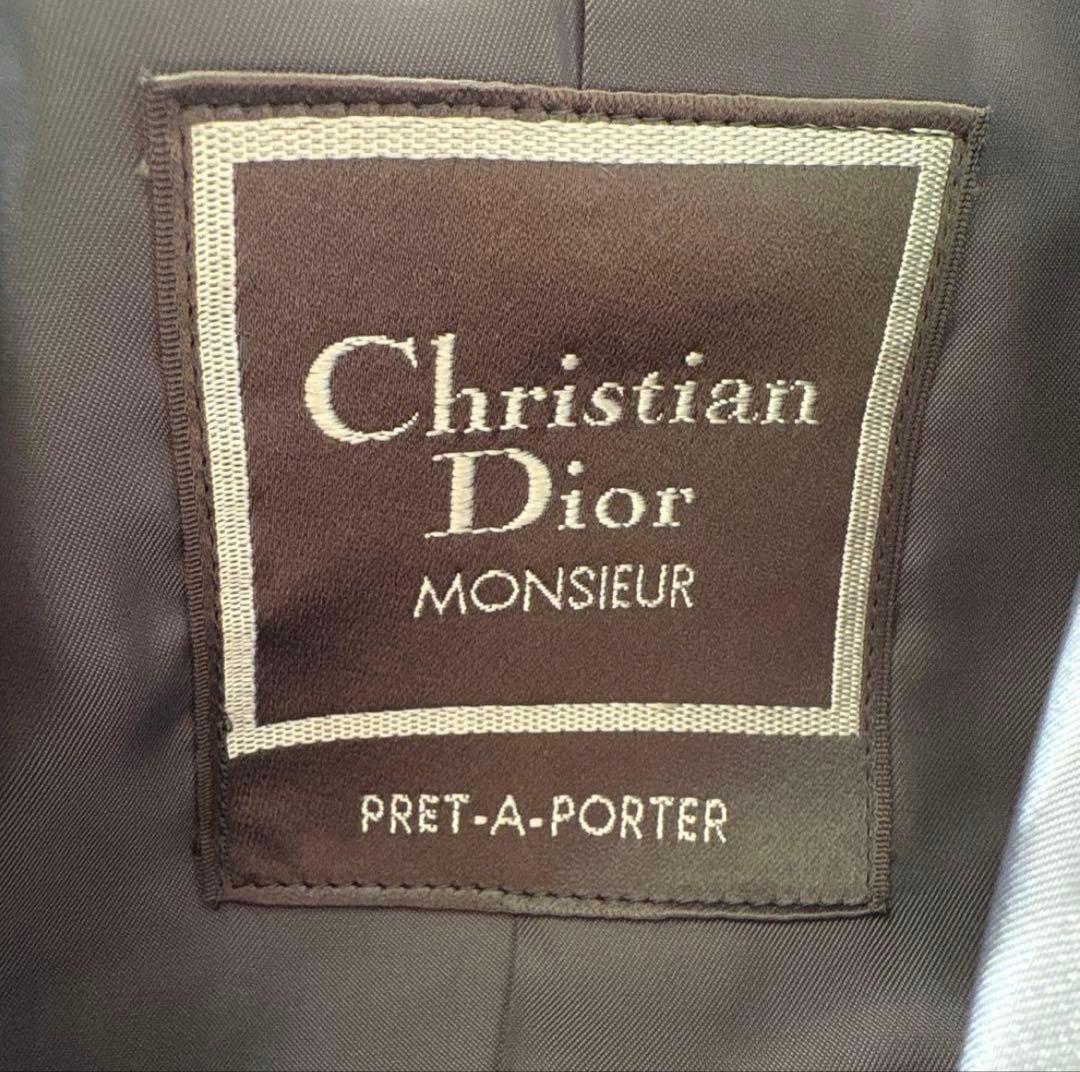 Christian
Dior
MONSIEUR
PRET-A-PORTER